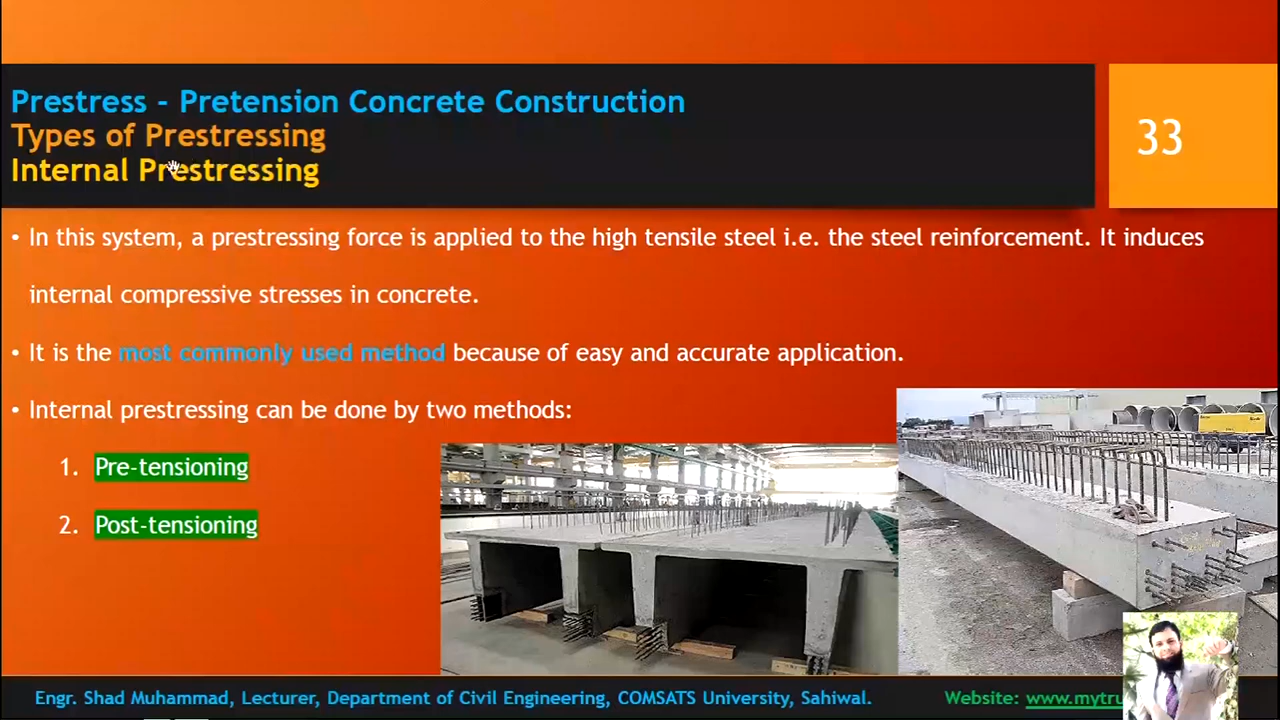 Prestress - Pretension Concrete Construction
Types of Prestressing
Internal Prestressing
33
• In this system, a prestressing force is applied to the high tensile steel i.e. the steel reinforcement. It induces
internal compressive stresses in concrete.
• It is the most commonly used method because of easy and accurate application.
• Internal prestressing can be done by two methods:
1. Pre-tensioning
2. Post-tensioning
Engr. Shad Muhammad, Lecturer, Department of Civil Engineering, COMSATS University, Sahiwal.
Website: